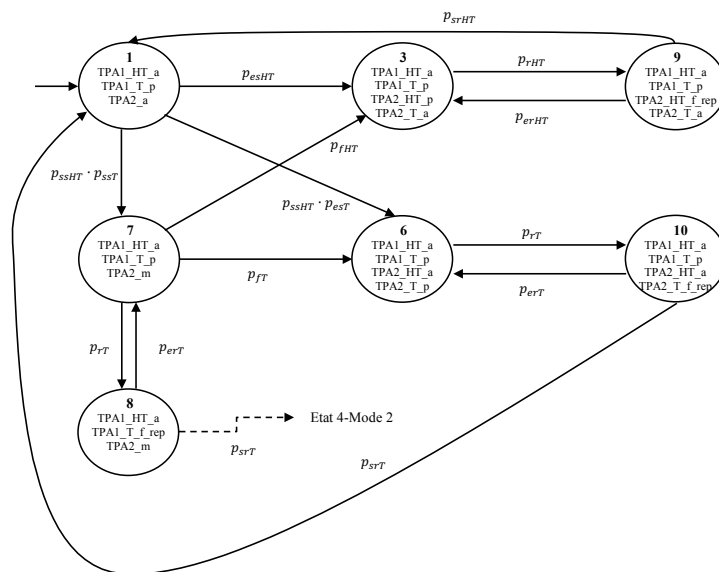 p_srHT
1
TPA1_HT_a
TPA1_T_p
TPA2_a
p_esHT
3
TPA1_HT_a
TPA1_T_p
TPA2_HT_p
TPA2_T_a
p_rHT
p_erHT
9
TPA1_HT_a
TPA1_T_p
TPA2_HT_f_rep
TPA2_T_a
p_fHT
p_ssHT · p_ssT
p_ssHT · p_esT
7
TPA1_HT_a
TPA1_T_p
TPA2_m
p_fT
6
TPA1_HT_a
TPA1_T_p
TPA2_HT_a
TPA2_T_p
p_rT
p_erT
10
TPA1_HT_a
TPA1_T_p
TPA2_HT_a
TPA2_T_f_rep
p_rT
p_erT
8
TPA1_HT_a
TPA1_T_f_rep
TPA2_m
p_srT
Etat 4-Mode 2
p_srT